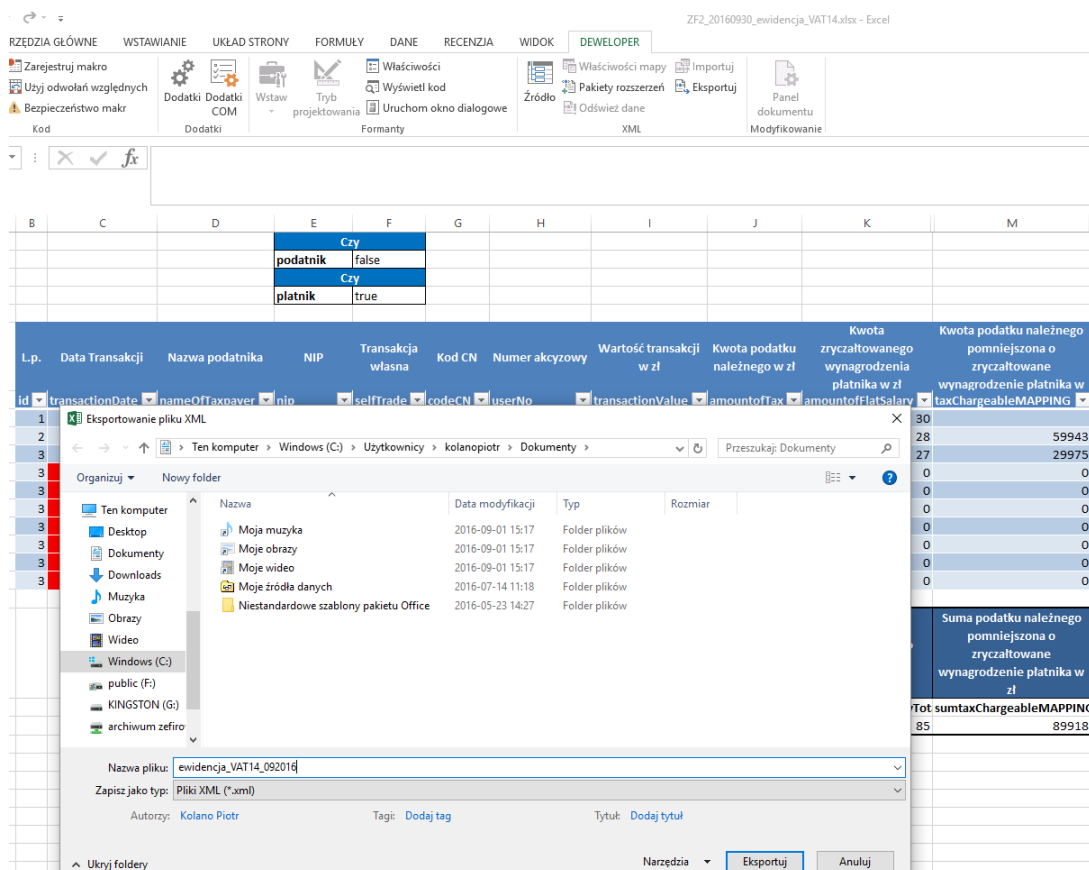 ZF2_20160930_ewidencja_VAT14.xlsx - Excel
RZĘDZIA GŁÓWNE WSTAWIANIE UKŁAD STRONY FORMUŁY DANE RECENZJA WIDOK DEWELOPER
Zarejestruj makro
Użyj odwołań względnych
Bezpieczeństwo makr
Kod
Dodatki
Dodatki COM
Dodatki
Wstaw
Tryb projektowania
Właściwości
Wyświetl kod
Uruchom okno dialogowe
Formanty
Źródło
Właściwości mapy
Pakiety rozszerzeń
Odśwież dane
Importuj
Eksportuj
XML
Panel dokumentu
Modyfikowanie
fx
B C D E F G H I J K M
Czy
podatnik false
Czy
platnik true
L.p.
Data Transakcji
Nazwa podatnika
NIP
Transakcja własna
Kod CN
Numer akcyzowy
Wartość transakcji w zł
Kwota podatku należnego w zł
Kwota zryczałtowanego wynagrodzenia płatnika w zł
Kwota podatku należnego pomniejszona o zryczałtowane wynagrodzenie płatnika w
id transactionDate nameOfTaxpayer nip selfTrade codeCN userNo transactionValue amountofTax amountofFlatSalary taxChargeableMAPPING
1 30
2 28 59943
3 27 29975
3 0 0
3 0 0
3 0 0
3 0 0
3 0 0
3 0 0
3 0 0
Suma podatku należnego pomniejszona o zryczałtowane wynagrodzenie płatnika w zł
yTot sumtaxChargeableMAPPING
85 89918
Eksportowanie pliku XML
Ten komputer > Windows (C:) > Użytkownicy > kolanopiotr > Dokumenty >
Przeszukaj: Dokumenty
Organizuj Nowy folder
Ten komputer
Desktop
Dokumenty
Downloads
Muzyka
Obrazy
Wideo
Windows (C:)
public (F:)
KINGSTON (G:)
archiwum zefiro
Nazwa Data modyfikacji Typ Rozmiar
Moja muzyka 2016-09-01 15:17 Folder plików
Moje obrazy 2016-09-01 15:17 Folder plików
Moje wideo 2016-09-01 15:17 Folder plików
Moje źródła danych 2016-07-14 11:18 Folder plików
Niestandardowe szablony pakietu Office 2016-05-23 14:27 Folder plików
Nazwa pliku: ewidencja_VAT14_092016
Zapisz jako typ: Pliki XML (*.xml)
Autorzy: Kolano Piotr Tagi: Dodaj tag Tytuł: Dodaj tytuł
Ukryj foldery Narzędzia Eksportuj Anuluj